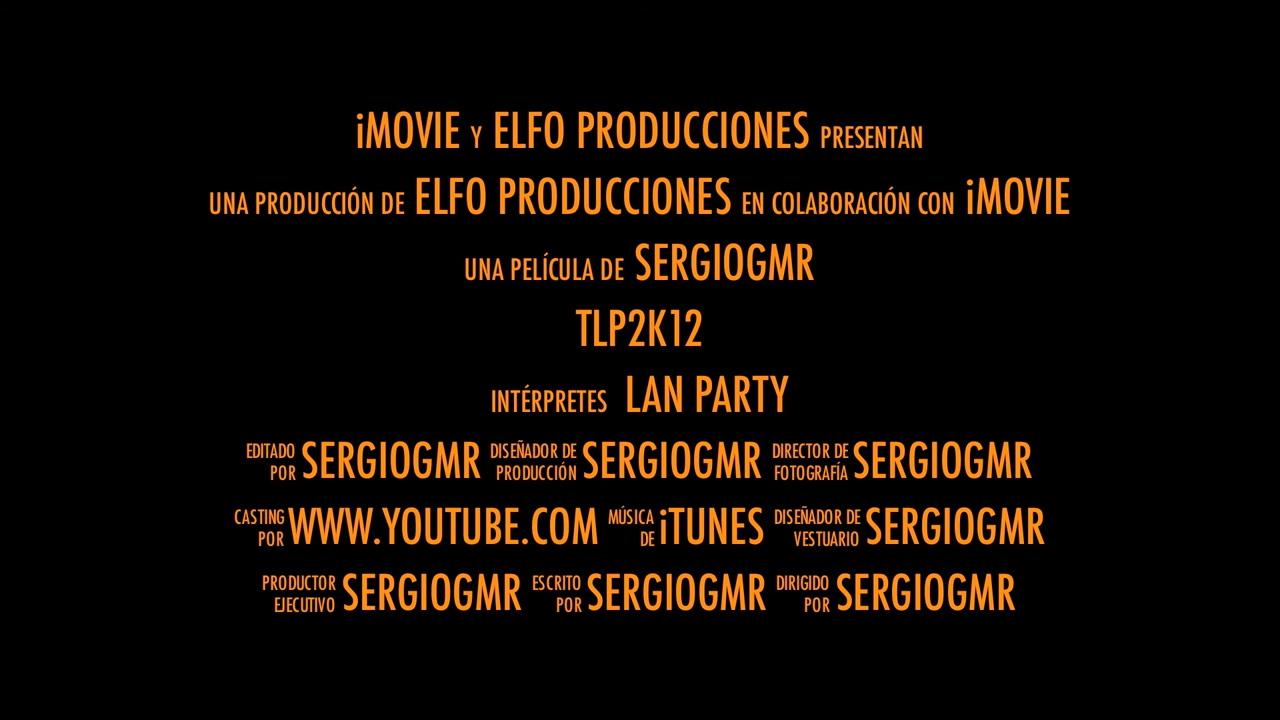 iMOVIE Y ELFO PRODUCCIONES PRESENTAN
UNA PRODUCCIÓN DE ELFO PRODUCCIONES EN COLABORACIÓN CON iMOVIE
UNA PELÍCULA DE SERGIOGMR
TLP2K12
INTÉRPRETES LAN PARTY
EDITADO POR SERGIOGMR DISEÑADOR DE PRODUCCIÓN SERGIOGMR DIRECTOR DE FOTOGRAFÍA SERGIOGMR
CASTING POR WWW.YOUTUBE.COM MÚSICA DE iTUNES DISEÑADOR DE VESTUARIO SERGIOGMR
PRODUCTOR EJECUTIVO SERGIOGMR ESCRITO POR SERGIOGMR DIRIGIDO POR SERGIOGMR